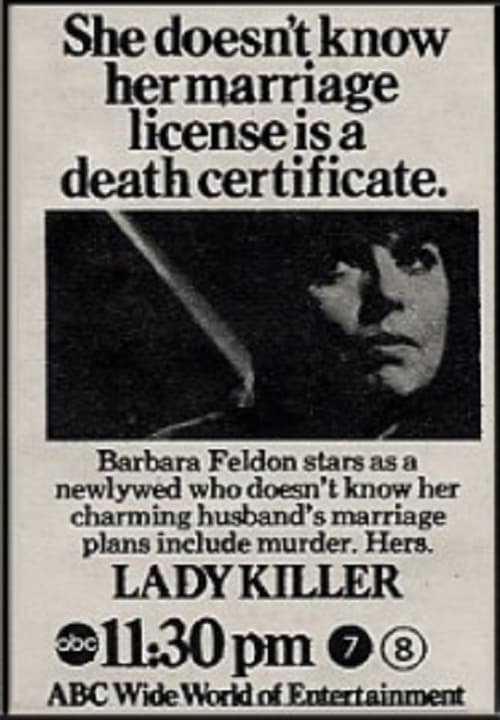 She doesn't know
her marriage
license is a
death certificate.
Barbara Feldon stars as a
newlywed who doesn't know her
charming husband's marriage
plans include murder. Hers.
LADY KILLER
abc 11:30 pm 7 8
ABC Wide World of Entertainment